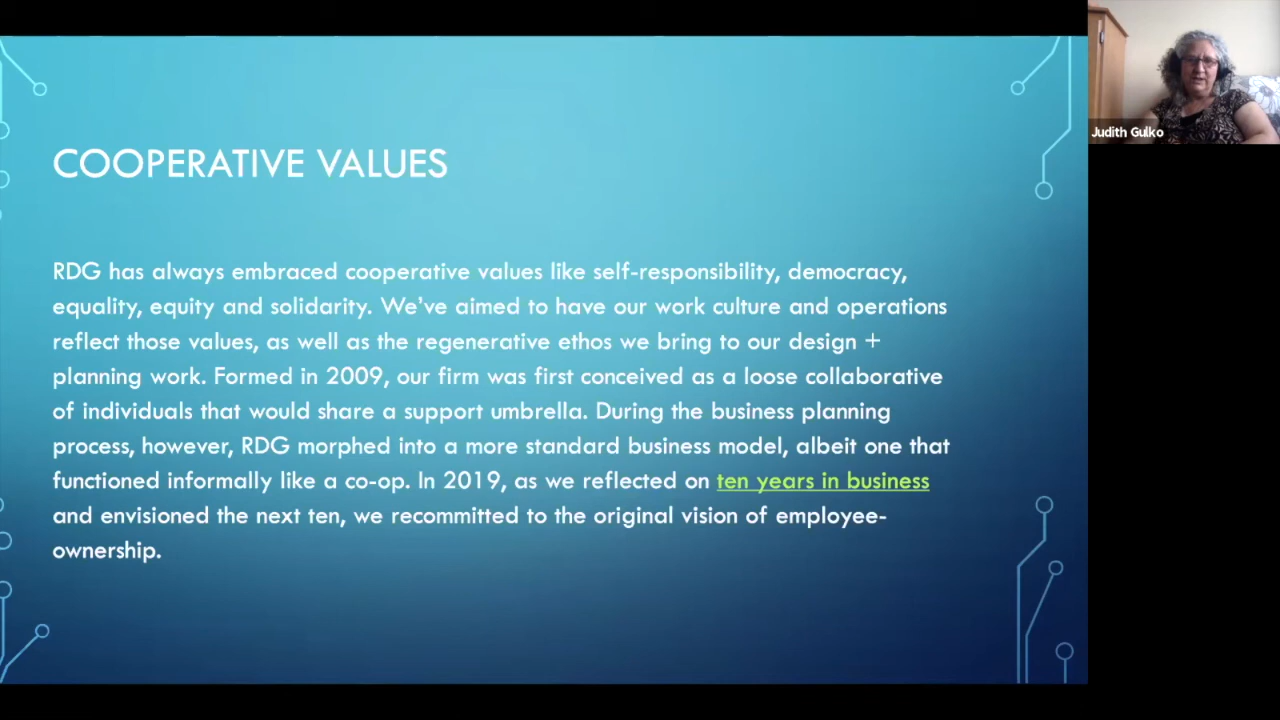 COOPERATIVE VALUES
RDG has always embraced cooperative values like self-responsibility, democracy,
equality, equity and solidarity. We've aimed to have our work culture and operations
reflect those values, as well as the regenerative ethos we bring to our design +
planning work. Formed in 2009, our firm was first conceived as a loose collaborative
of individuals that would share a support umbrella. During the business planning
process, however, RDG morphed into a more standard business model, albeit one that
functioned informally like a co-op. In 2019, as we reflected on ten years in business
and envisioned the next ten, we recommitted to the original vision of employee-
ownership.
Judith Gulko